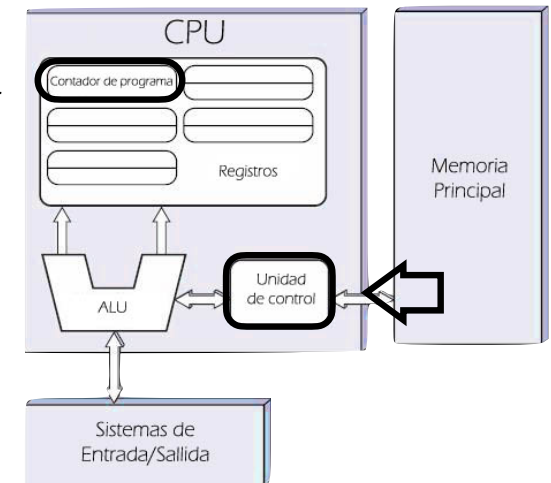 CPU
Contador de programa
Registros
Memoria
Principal
Unidad
de control
ALU
Sistemas de
Entrada/Sallida